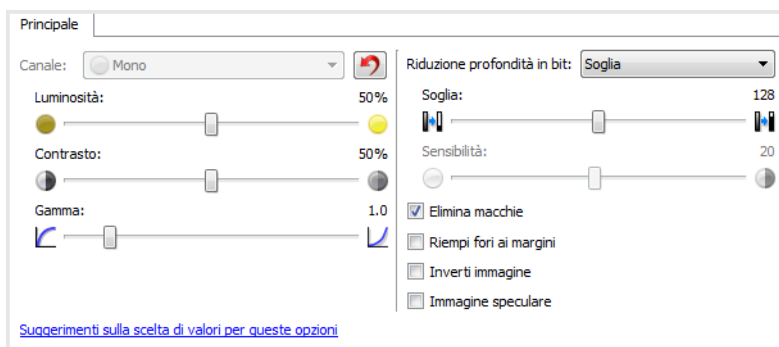 Principale
Canale: Mono
Luminosità: 50%
Contrasto: 50%
Gamma: 1.0
Riduzione profondità in bit: Soglia
Soglia: 128
Sensibilità: 20
Elimina macchie
Riempi fori ai margini
Inverti immagine
Immagine speculare
Suggerimenti sulla scelta di valori per queste opzioni